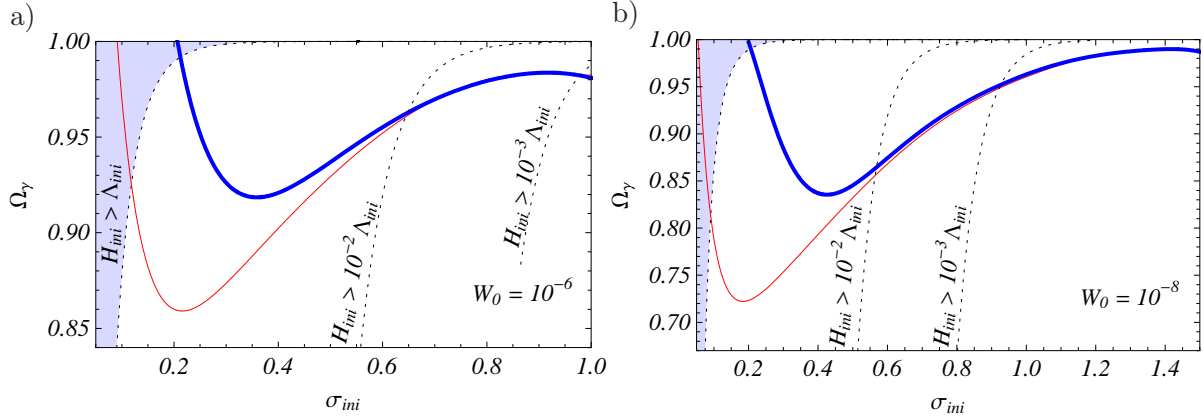 a)
1.00
0.95
0.90
0.85
Ω_γ
H_ini > Λ_ini
H_ini > 10^-2 Λ_ini
H_ini > 10^-3 Λ_ini
W_0 = 10^-6
0.2 0.4 0.6 0.8 1.0
σ_ini
b)
1.00
0.95
0.90
0.85
0.80
0.75
0.70
Ω_γ
H_ini > 10^-2 Λ_ini
H_ini > 10^-3 Λ_ini
W_0 = 10^-8
0.2 0.4 0.6 0.8 1.0 1.2 1.4
σ_ini